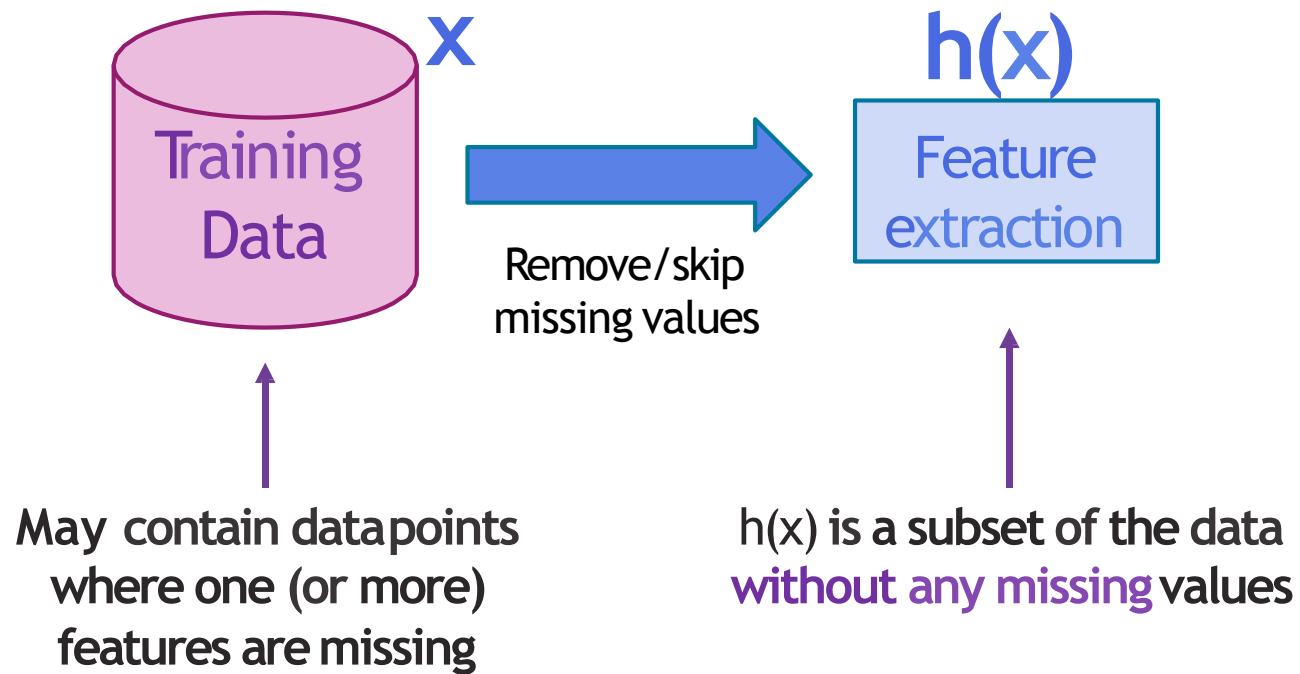 x
Training
Data
h(x)
Feature
extraction
Remove/skip
missing values
May contain datapoints
where one (or more)
features are missing
h(x) is a subset of the data
without any missing values